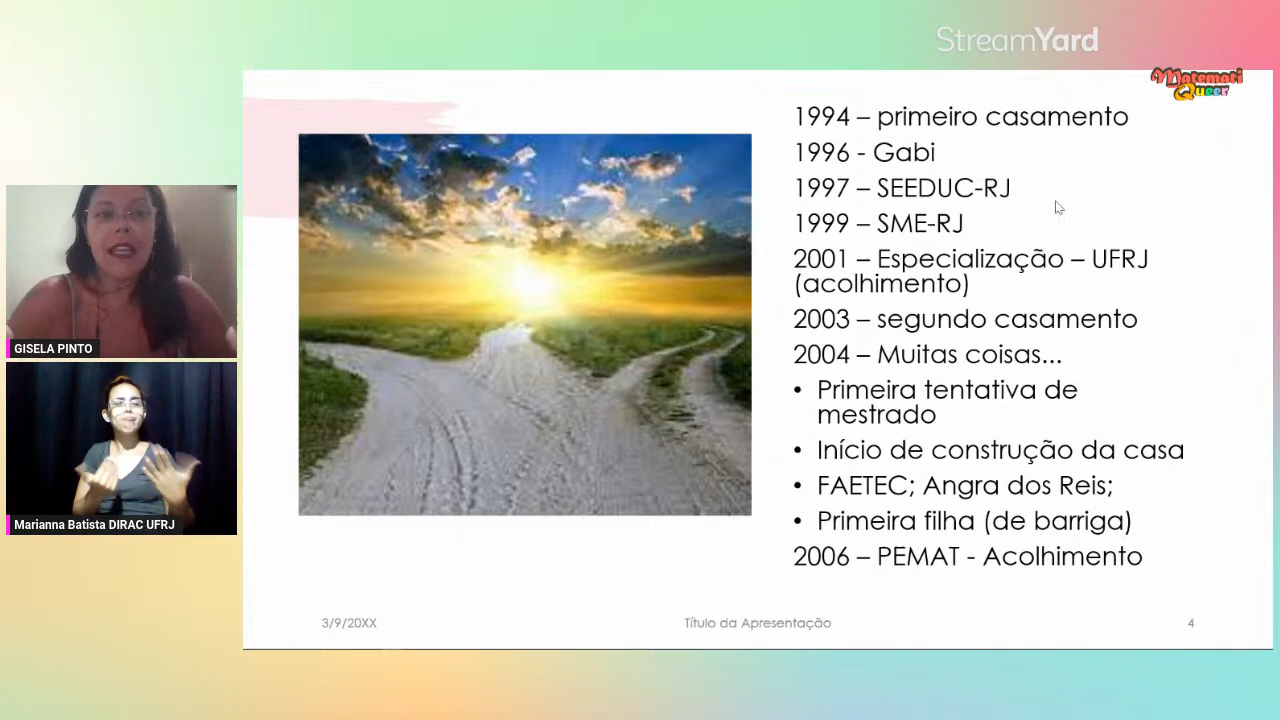 StreamYard
Matemati
Queer
1994 – primeiro casamento
1996 - Gabi
1997 – SEEDUC-RJ
1999 – SME-RJ
2001 – Especialização – UFRJ
(acolhimento)
2003 – segundo casamento
2004 – Muitas coisas...
• Primeira tentativa de
mestrado
• Início de construção da casa
• FAETEC; Angra dos Reis;
• Primeira filha (de barriga)
2006 – PEMAT - Acolhimento
3/9/20XX
Título da Apresentação
4
GISELA PINTO
Marianna Batista DIRAC UFRJ